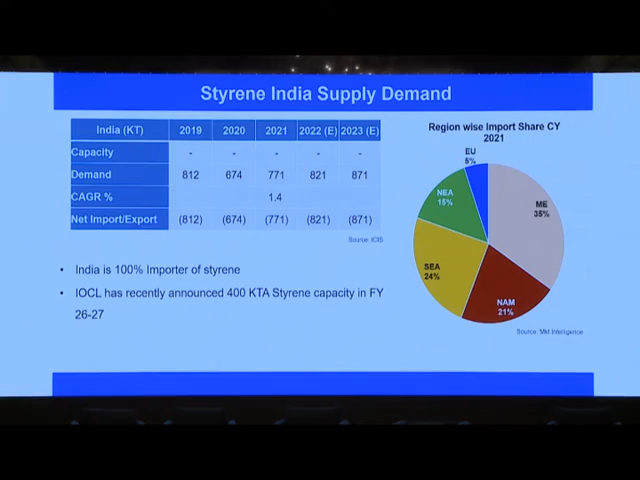 Styrene India Supply Demand
India (KT) 2019 2020 2021 2022 (E) 2023 (E)
Capacity - - - - -
Demand 812 674 771 821 871
CAGR % 1.4
Net Import/Export (812) (674) (771) (821) (871)
Source: ICIS
• India is 100% Importer of styrene
• IOCL has recently announced 400 KTA Styrene capacity in FY
26-27
Region wise Import Share CY
2021
EU
5%
ME
35%
NEA
15%
SEA
24%
NAM
21%
Source: Mkt Intelligence